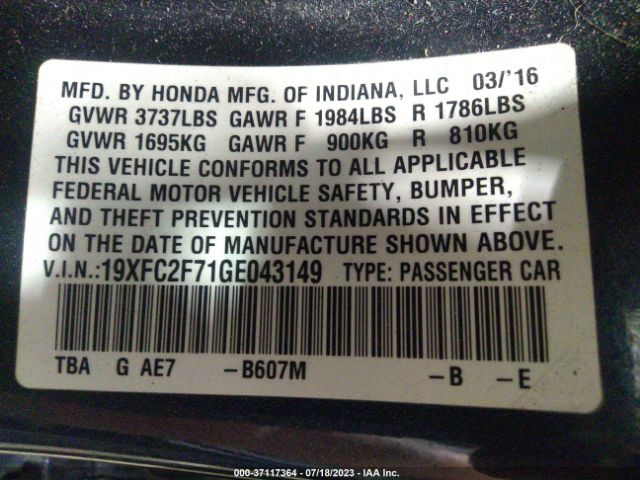 MFD. BY HONDA MFG. OF INDIANA, LLC 03/'16
GVWR 3737LBS GAWR F 1984LBS R 1786LBS
GVWR 1695KG GAWR F 900KG R 810KG
THIS VEHICLE CONFORMS TO ALL APPLICABLE
FEDERAL MOTOR VEHICLE SAFETY, BUMPER,
AND THEFT PREVENTION STANDARDS IN EFFECT
ON THE DATE OF MANUFACTURE SHOWN ABOVE.
V.I.N.:19XFC2F71GE043149 TYPE: PASSENGER CAR
TBA G AE7 –B607M –B –E
000-37117364 - 07/18/2023 - IAA Inc.